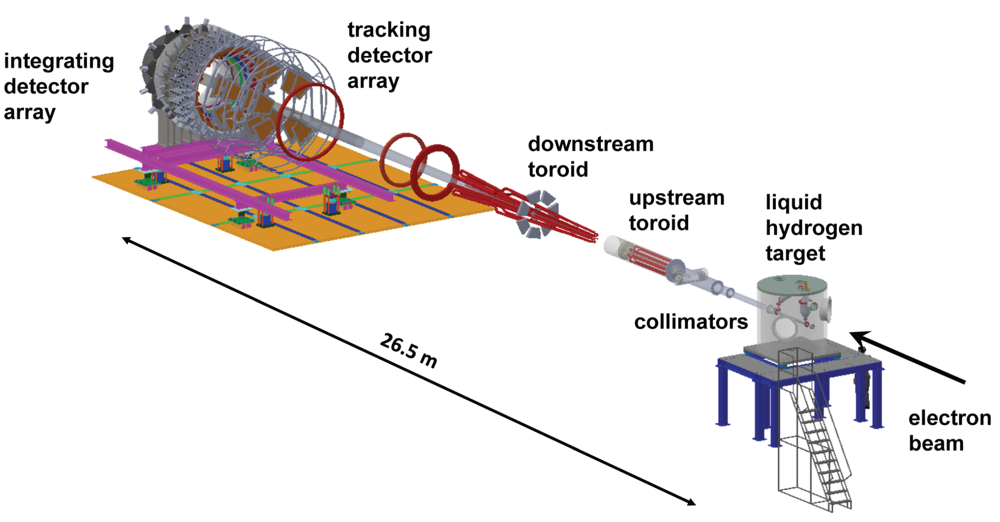 integrating
detector
array
tracking
detector
array
downstream
toroid
upstream
toroid
liquid
hydrogen
target
collimators
26.5 m
electron
beam